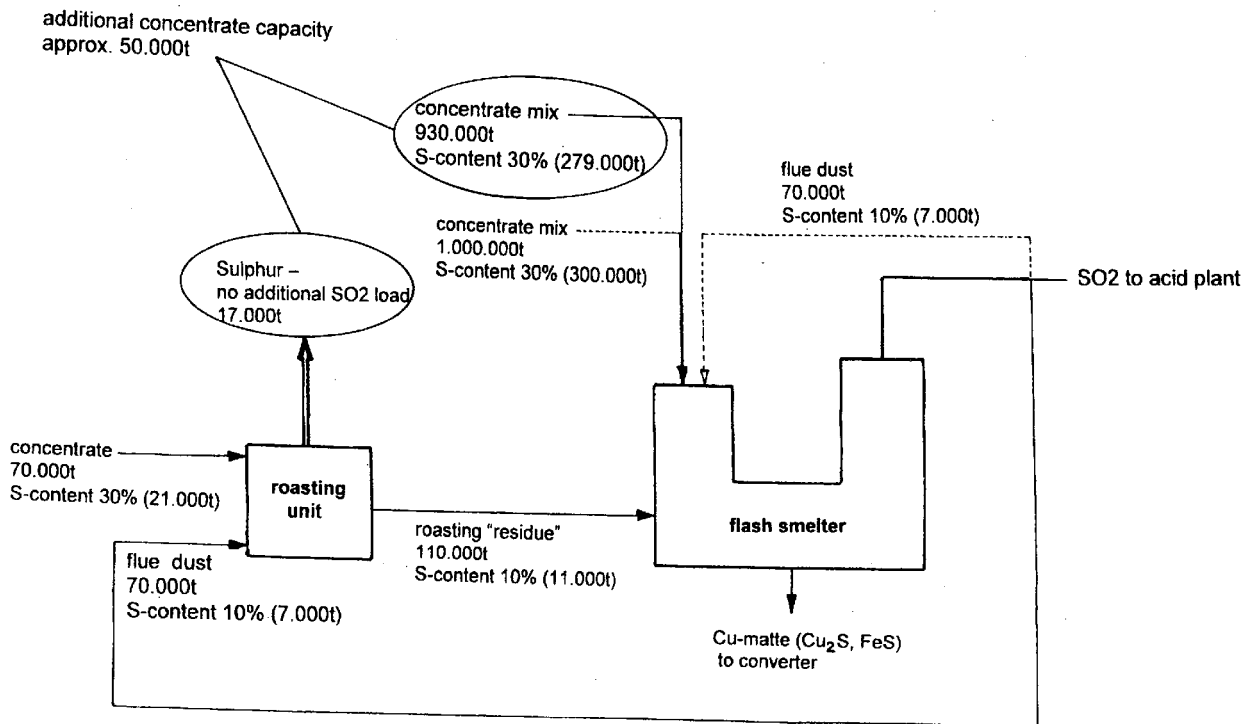 additional concentrate capacity
approx. 50.000t
concentrate mix
930.000t
S-content 30% (279.000t)
flue dust
70.000t
S-content 10% (7.000t)
concentrate mix
1.000.000t
S-content 30% (300.000t)
SO2 to acid plant
Sulphur –
no additional SO2 load
17.000t
concentrate
70.000t
S-content 30% (21.000t)
roasting
unit
flash smelter
roasting "residue"
110.000t
S-content 10% (11.000t)
flue dust
70.000t
S-content 10% (7.000t)
Cu-matte (Cu₂S, FeS)
to converter